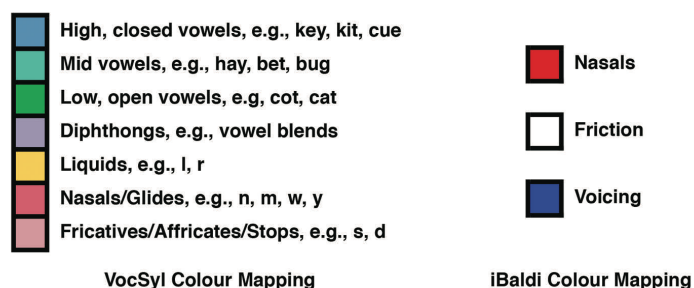 High, closed vowels, e.g., key, kit, cue
Mid vowels, e.g., hay, bet, bug
Low, open vowels, e.g, cot, cat
Diphthongs, e.g., vowel blends
Liquids, e.g., l, r
Nasals/Glides, e.g., n, m, w, y
Fricatives/Affricates/Stops, e.g., s, d
VocSyl Colour Mapping
Nasals
Friction
Voicing
iBaldi Colour Mapping